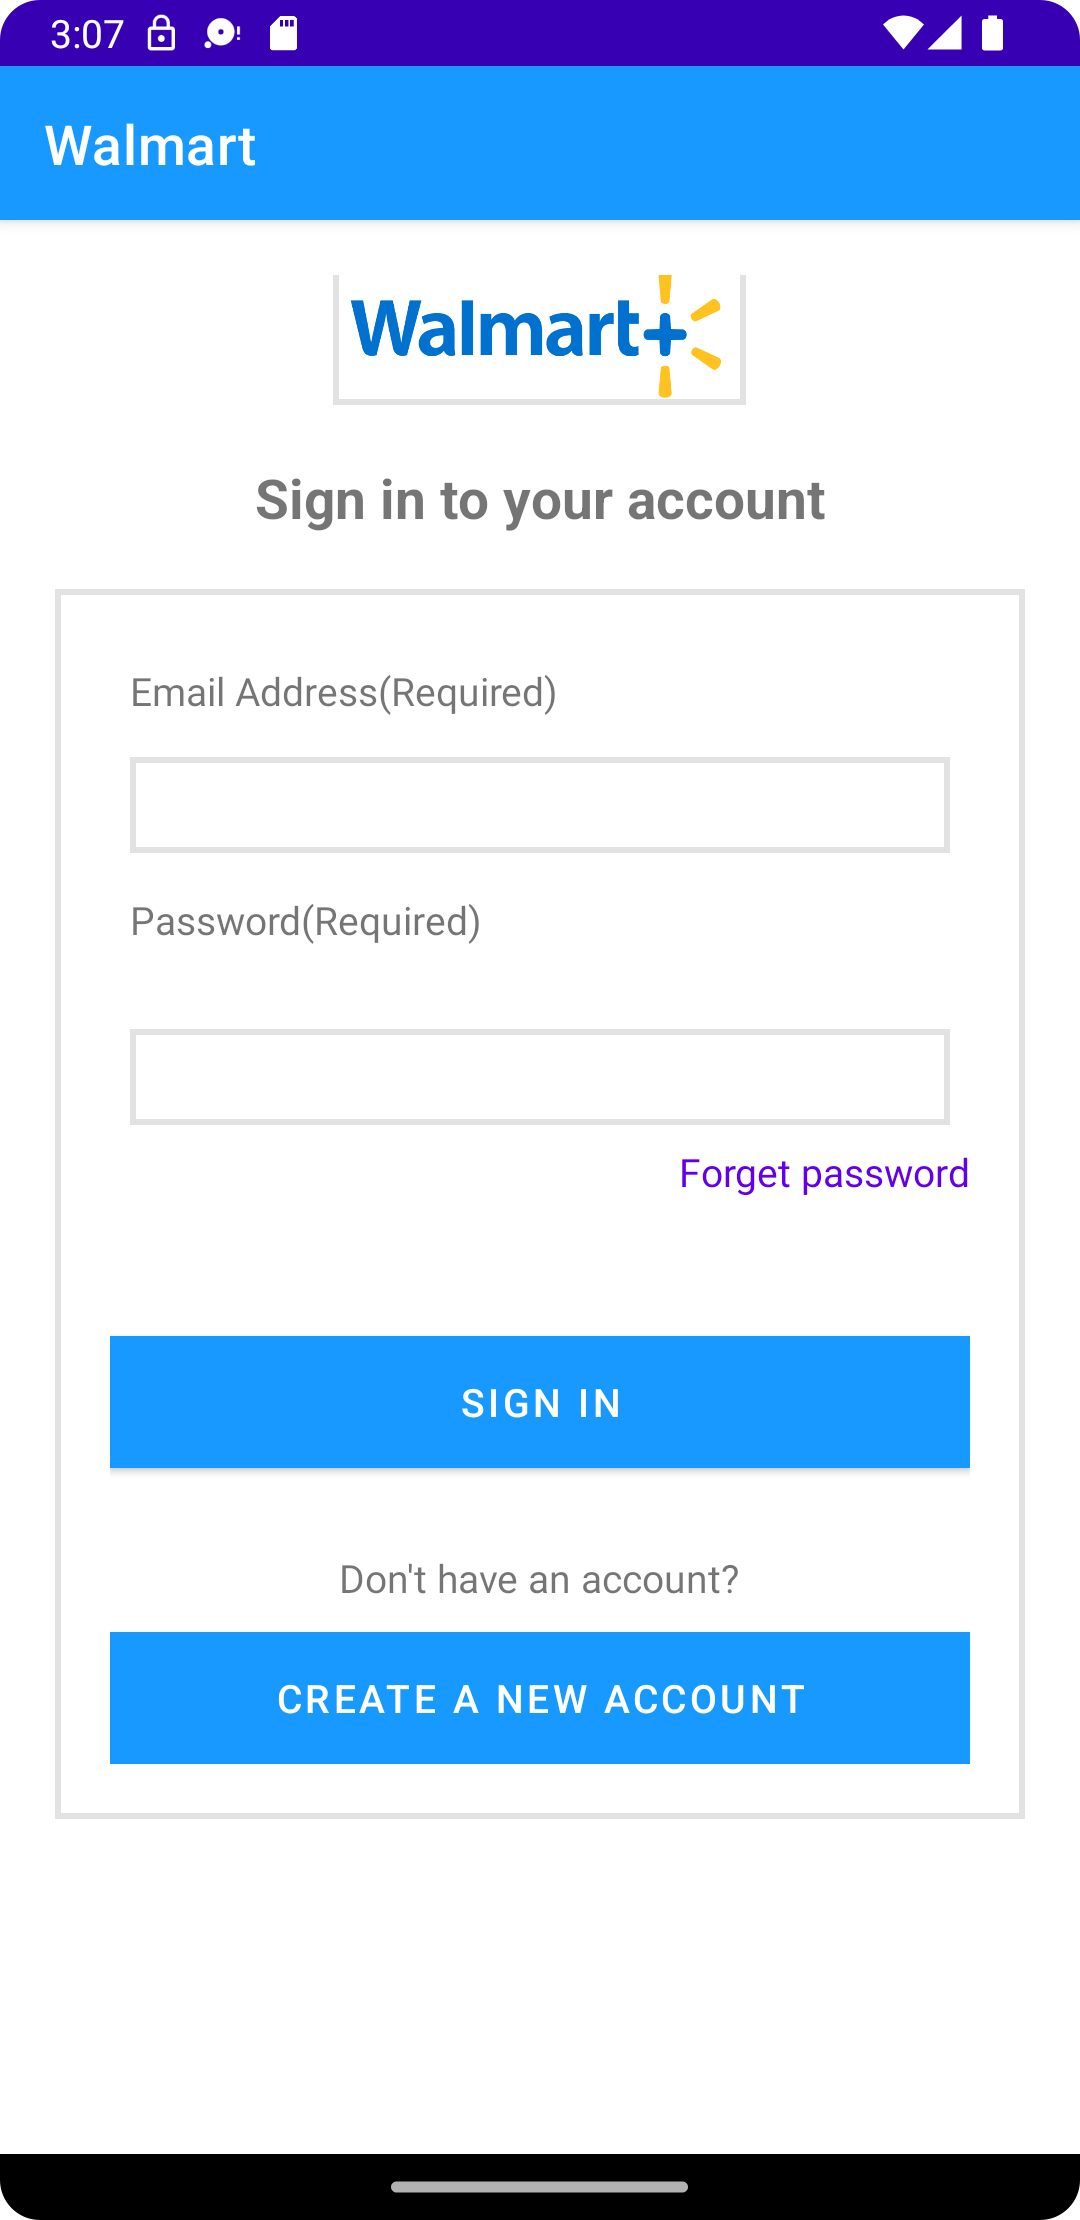 3:07
Walmart
Walmart+
Sign in to your account
Email Address(Required)
Password(Required)
Forget password
SIGN IN
Don't have an account?
CREATE A NEW ACCOUNT